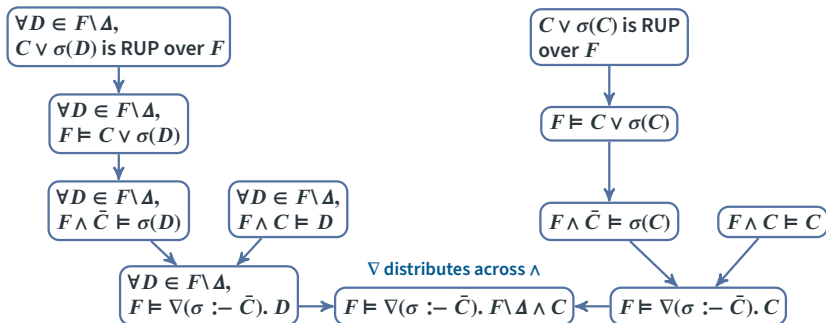 ∀D ∈ F\Δ,
C ∨ σ(D) is RUP over F
C ∨ σ(C) is RUP
over F
∀D ∈ F\Δ,
F ⊨ C ∨ σ(D)
F ⊨ C ∨ σ(C)
∀D ∈ F\Δ,
F ∧ C̄ ⊨ σ(D)
∀D ∈ F\Δ,
F ∧ C ⊨ D
F ∧ C̄ ⊨ σ(C)
F ∧ C ⊨ C
∇ distributes across ∧
∀D ∈ F\Δ,
F ⊨ ∇(σ :− C̄). D
F ⊨ ∇(σ :− C̄). F\Δ ∧ C
F ⊨ ∇(σ :− C̄). C